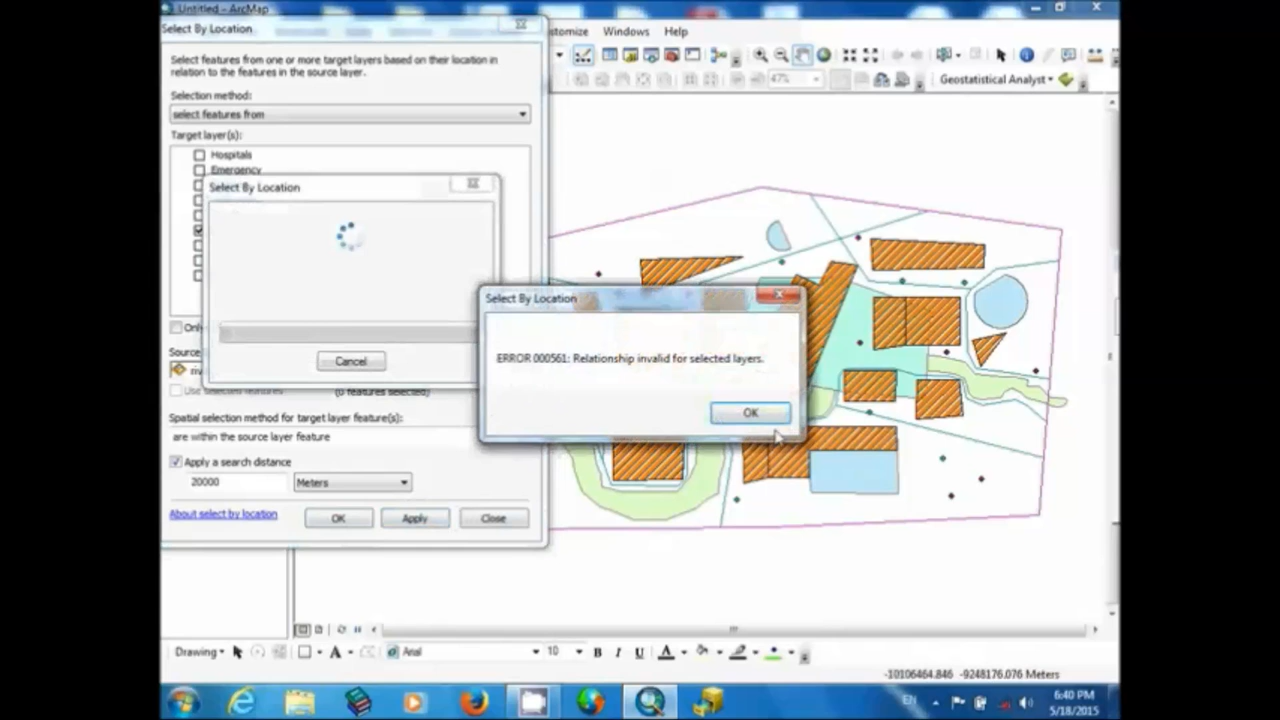 Untitled - ArcMap
Select By Location
Customize Windows Help
Select features from one or more target layers based on their location in
relation to the features in the source layer.
Selection method:
select features from
47%
Geostatistical Analyst
Target layer(s):
Hospitals
Emergency
Select By Location
Cancel
Select By Location
ERROR 000561: Relationship invalid for selected layers.
OK
Only
Source
riv
Use selected features
(0 features selected)
Spatial selection method for target layer feature(s):
are within the source layer feature
Apply a search distance
20000
Meters
About select by location
OK
Apply
Close
Drawing
A
Arial
10
B
I
U
A
-10106464.846 -9248176.076 Meters
EN
6:40 PM
5/18/2015